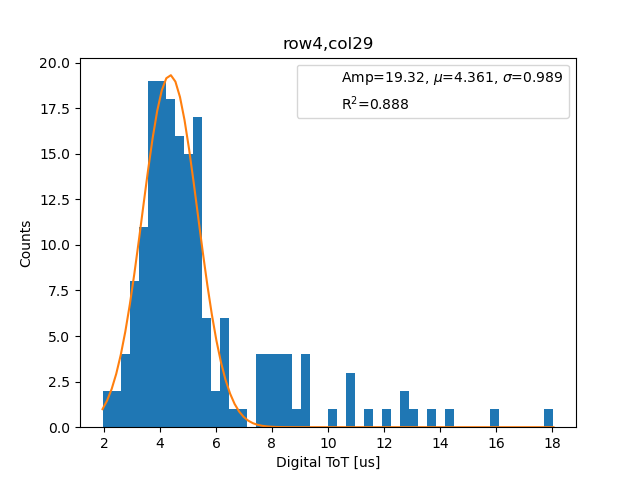 row4,col29
Amp=19.32, μ=4.361, σ=0.989
R²=0.888
20.0
17.5
15.0
12.5
10.0
7.5
5.0
2.5
0.0
Counts
2 4 6 8 10 12 14 16 18
Digital ToT [us]